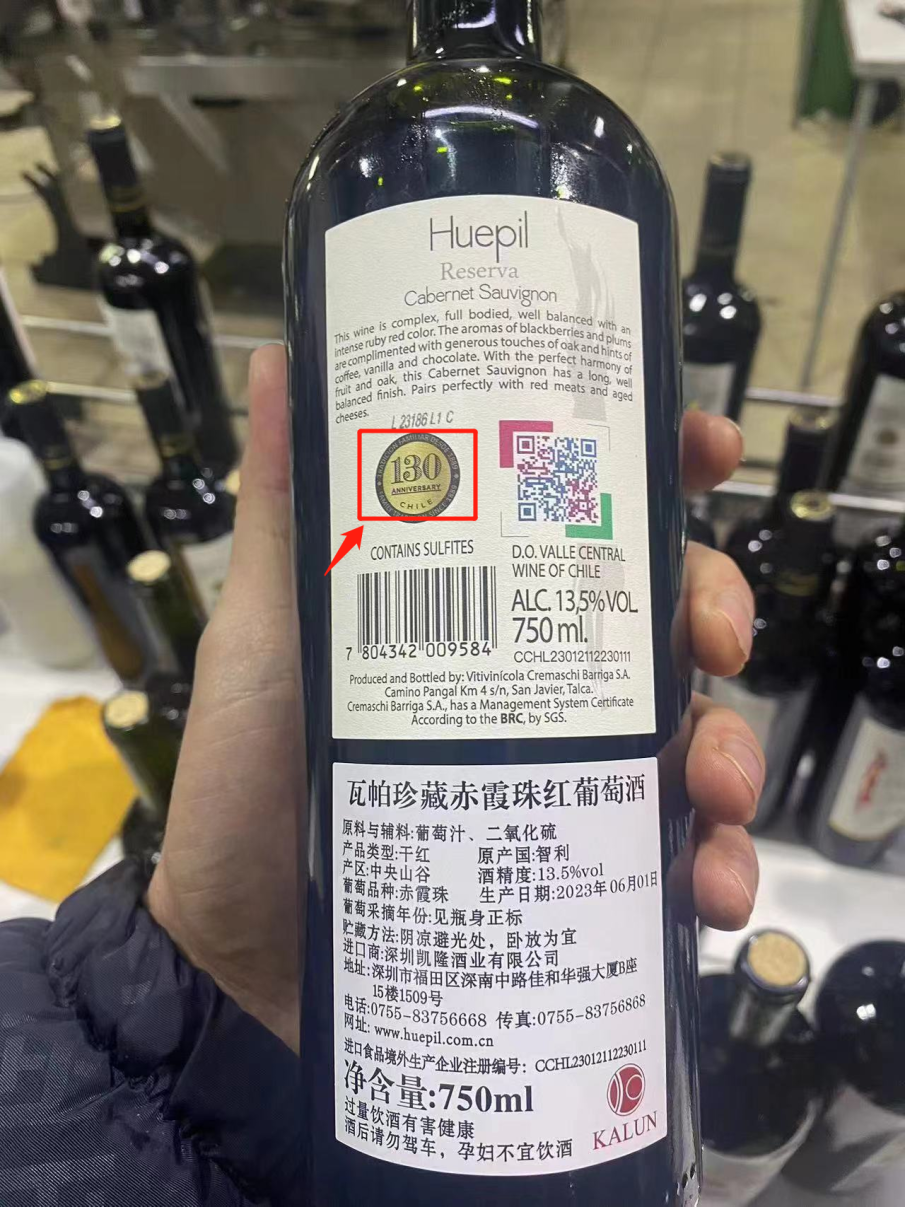 Huepil
Reserva
Cabernet Sauvignon
This wine is complex, full bodied, well balanced with an
intense ruby red color. The aromas of blackberries and plums
are complimented with generous touches of oak and hints of
coffee, vanilla and chocolate. With the perfect harmony of
fruit and oak, this Cabernet Sauvignon has a long, well
balanced finish. Pairs perfectly with red meats and aged
cheeses.
L 23186 L1 C
130
ANNIVERSARY
CHILE
CONTAINS SULFITES
D.O. VALLE CENTRAL
WINE OF CHILE
ALC. 13,5%VOL
750 ml.
7 804342 009584
CCHL23012112230111
Produced and Bottled by: Vitivinícola Cremaschi Barriga S.A.
Camino Pangal Km 4 s/n, San Javier, Talca.
Cremaschi Barriga S.A., has a Management System Certificate
According to the BRC, by SGS.
瓦帕珍藏赤霞珠红葡萄酒
原料与辅料:葡萄汁、二氧化硫
产品类型:干红 原产国:智利
产区:中央山谷 酒精度:13.5%vol
葡萄品种:赤霞珠 生产日期:2023年06月01日
葡萄采摘年份:见瓶身正标
贮藏方法:阴凉避光处，卧放为宜
进口商:深圳凯隆酒业有限公司
地址:深圳市福田区深南中路佳和华强大厦B座
15楼1509号
电话:0755-83756668 传真:0755-83756868
网址: www.huepil.com.cn
进口食品境外生产企业注册编号: CCHL23012112230111
净含量:750ml
过量饮酒有害健康
酒后请勿驾车，孕妇不宜饮酒
KALUN